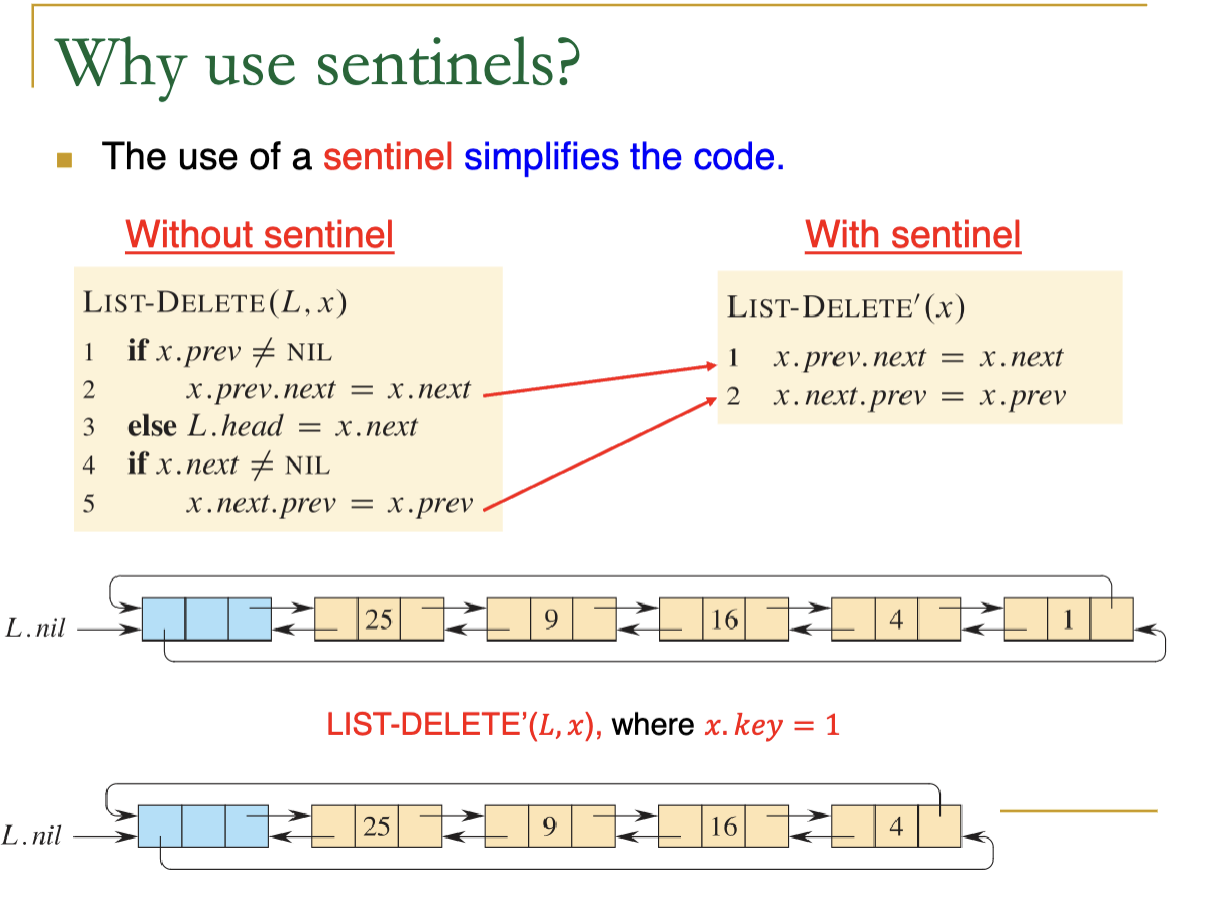 Why use sentinels?
The use of a sentinel simplifies the code.
Without sentinel
LIST-DELETE(L, x)
1 if x.prev ≠ NIL
2 x.prev.next = x.next
3 else L.head = x.next
4 if x.next ≠ NIL
5 x.next.prev = x.prev
With sentinel
LIST-DELETE′(x)
1 x.prev.next = x.next
2 x.next.prev = x.prev
L.nil 25 9 16 4 1
LIST-DELETE’(L, x), where x.key = 1
L.nil 25 9 16 4